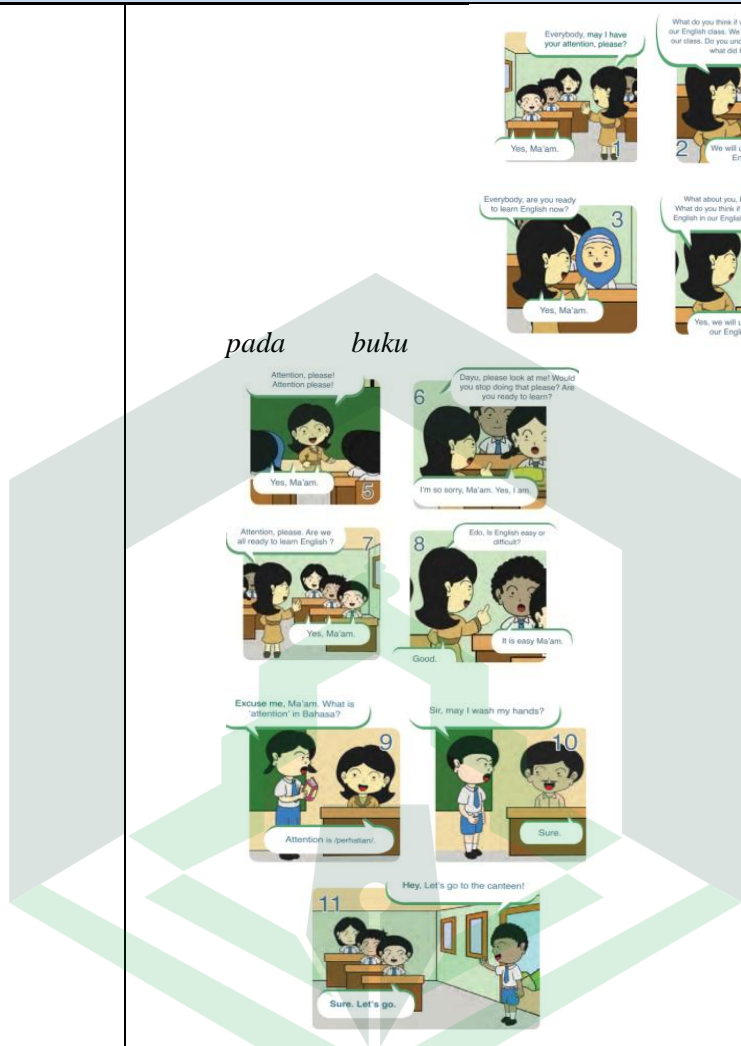 Everybody, may I have
your attention, please?
Yes, Ma'am.
1
What do you think if
our English class. We
our class. Do you
what did
2
We will
3
Everybody, are you ready
to learn English now?
Yes, Ma'am.
What about you,
What do you think if
English in our
Yes, we will
our
pada buku
Attention, please!
Attention please!
Yes, Ma'am.
5
6
Dayu, please look at me! Would
you stop doing that please? Are
you ready to learn?
I'm so sorry, Ma'am. Yes, I am.
Attention, please. Are we
all ready to learn English ?
7
Yes, Ma'am.
8
Edo, is English easy or
difficult?
It is easy Ma'am.
Good.
Excuse me, Ma'am. What is
'attention' in Bahasa?
9
Attention is /perhatian/.
Sir, may I wash my hands?
10
Sure.
11
Hey, Let's go to the canteen!
Sure. Let's go.